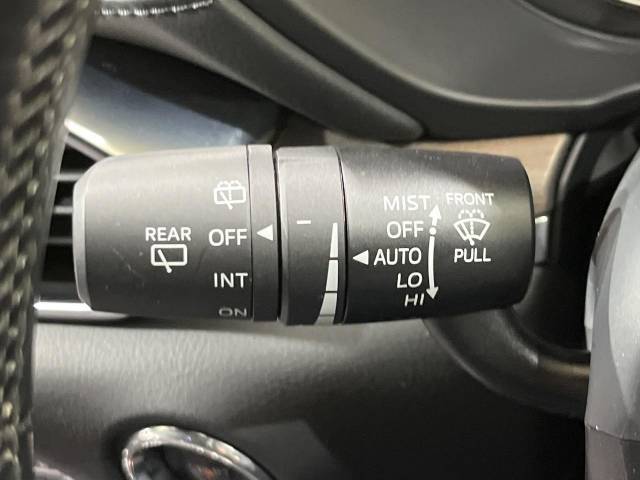 REAR
OFF
INT
ON
MIST
FRONT
OFF
AUTO
PULL
LO
HI